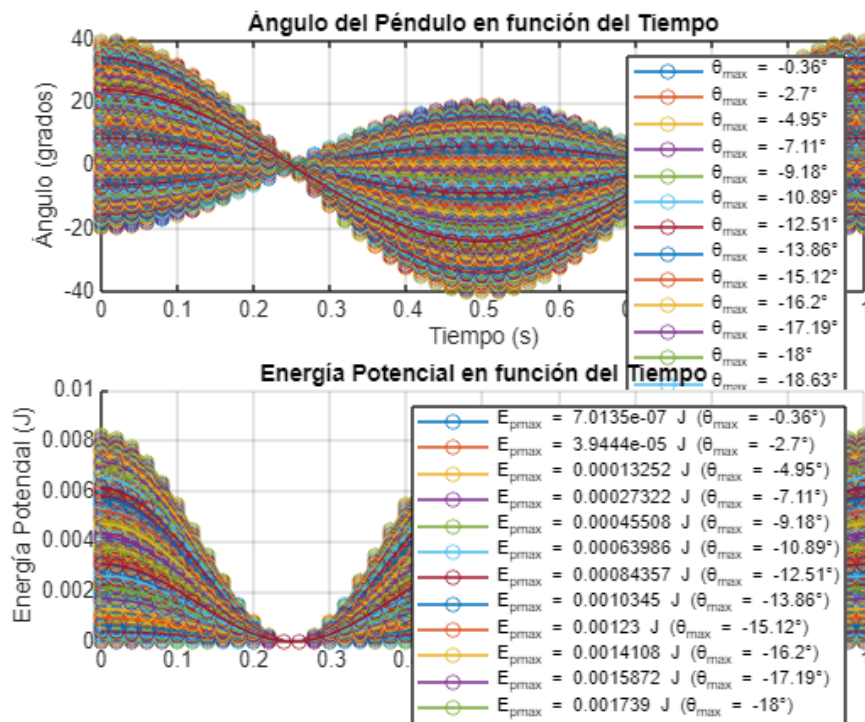 Ángulo del Péndulo en función del Tiempo
40
20
0
-20
-40
Ángulo (grados)
0
0.1
0.2
0.3
0.4
0.5
0.6
1
Tiempo (s)
θmax = -0.36°
θmax = -2.7°
θmax = -4.95°
θmax = -7.11°
θmax = -9.18°
θmax = -10.89°
θmax = -12.51°
θmax = -13.86°
θmax = -15.12°
θmax = -16.2°
θmax = -17.19°
θmax = -18°
θmax = -18.63°
Energía Potencial en función del Tiempo
0.01
0.008
0.006
0.004
0.002
0
Energía Potencial (J)
0
0.1
0.2
0.3
1
Epmax = 7.0135e-07 J (θmax = -0.36°)
Epmax = 3.9444e-05 J (θmax = -2.7°)
Epmax = 0.00013252 J (θmax = -4.95°)
Epmax = 0.00027322 J (θmax = -7.11°)
Epmax = 0.00045508 J (θmax = -9.18°)
Epmax = 0.00063986 J (θmax = -10.89°)
Epmax = 0.00084357 J (θmax = -12.51°)
Epmax = 0.0010345 J (θmax = -13.86°)
Epmax = 0.00123 J (θmax = -15.12°)
Epmax = 0.0014108 J (θmax = -16.2°)
Epmax = 0.0015872 J (θmax = -17.19°)
Epmax = 0.001739 J (θmax = -18°)